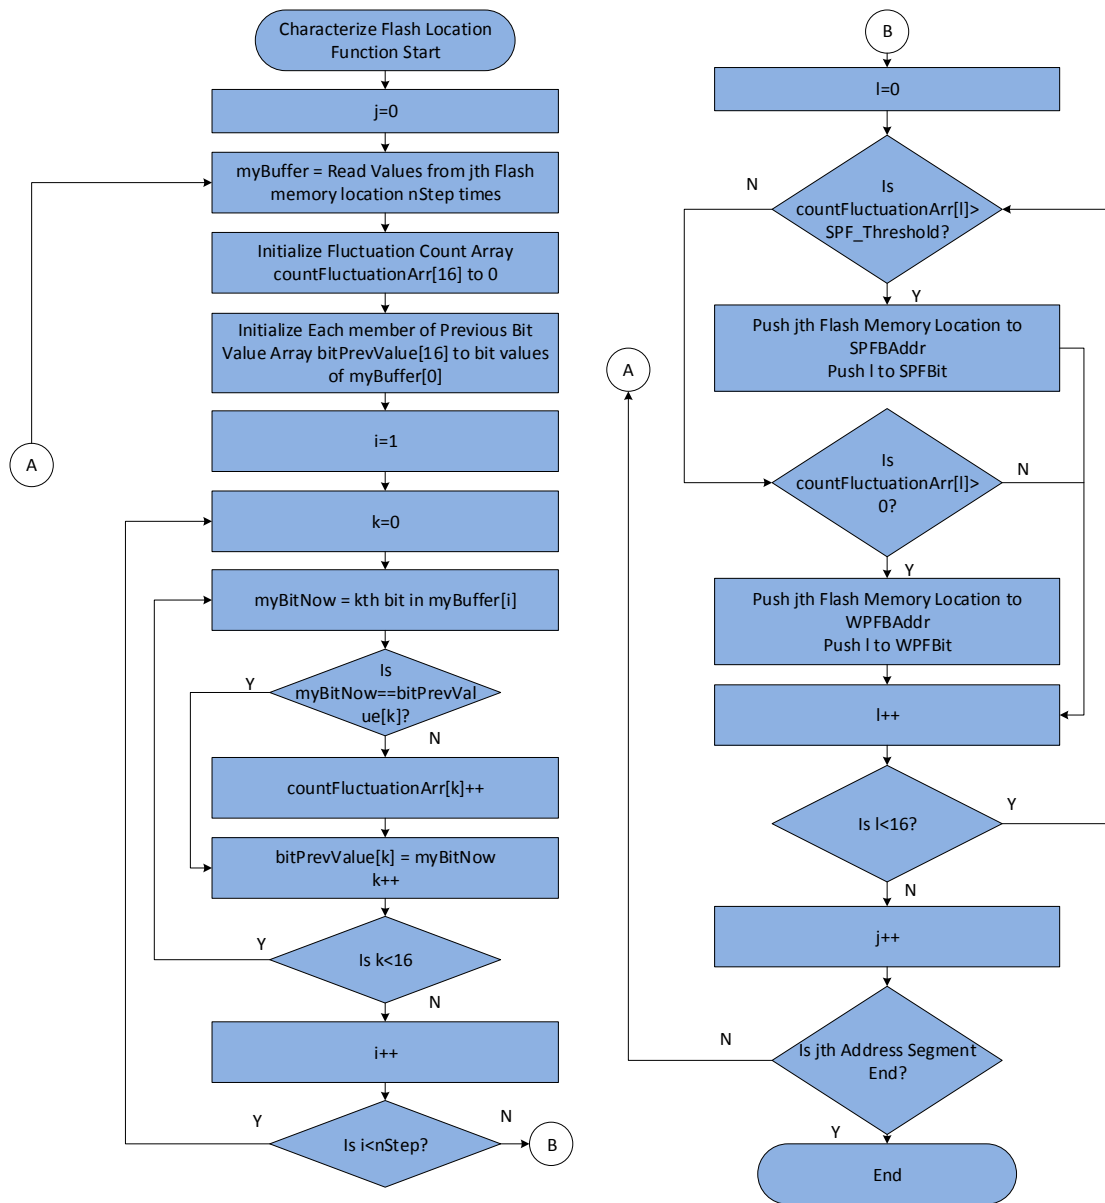 Characterize Flash Location
Function Start
j=0
myBuffer = Read Values from jth Flash
memory location nStep times
Initialize Fluctuation Count Array
countFluctuationArr[16] to 0
Initialize Each member of Previous Bit
Value Array bitPrevValue[16] to bit values
of myBuffer[0]
i=1
A
k=0
myBitNow = kth bit in myBuffer[i]
Is
myBitNow==bitPrevVal
ue[k]?
Y
N
countFluctuationArr[k]++
bitPrevValue[k] = myBitNow
k++
Is k<16
Y
N
i++
Is i<nStep?
Y
N
B
B
l=0
Is
countFluctuationArr[l]>
SPF_Threshold?
N
Y
Push jth Flash Memory Location to
SPFBAddr
Push l to SPFBit
A
Is
countFluctuationArr[l]>
0?
N
Y
Push jth Flash Memory Location to
WPFBAddr
Push l to WPFBit
l++
Is l<16?
Y
N
j++
Is jth Address Segment
End?
N
Y
End